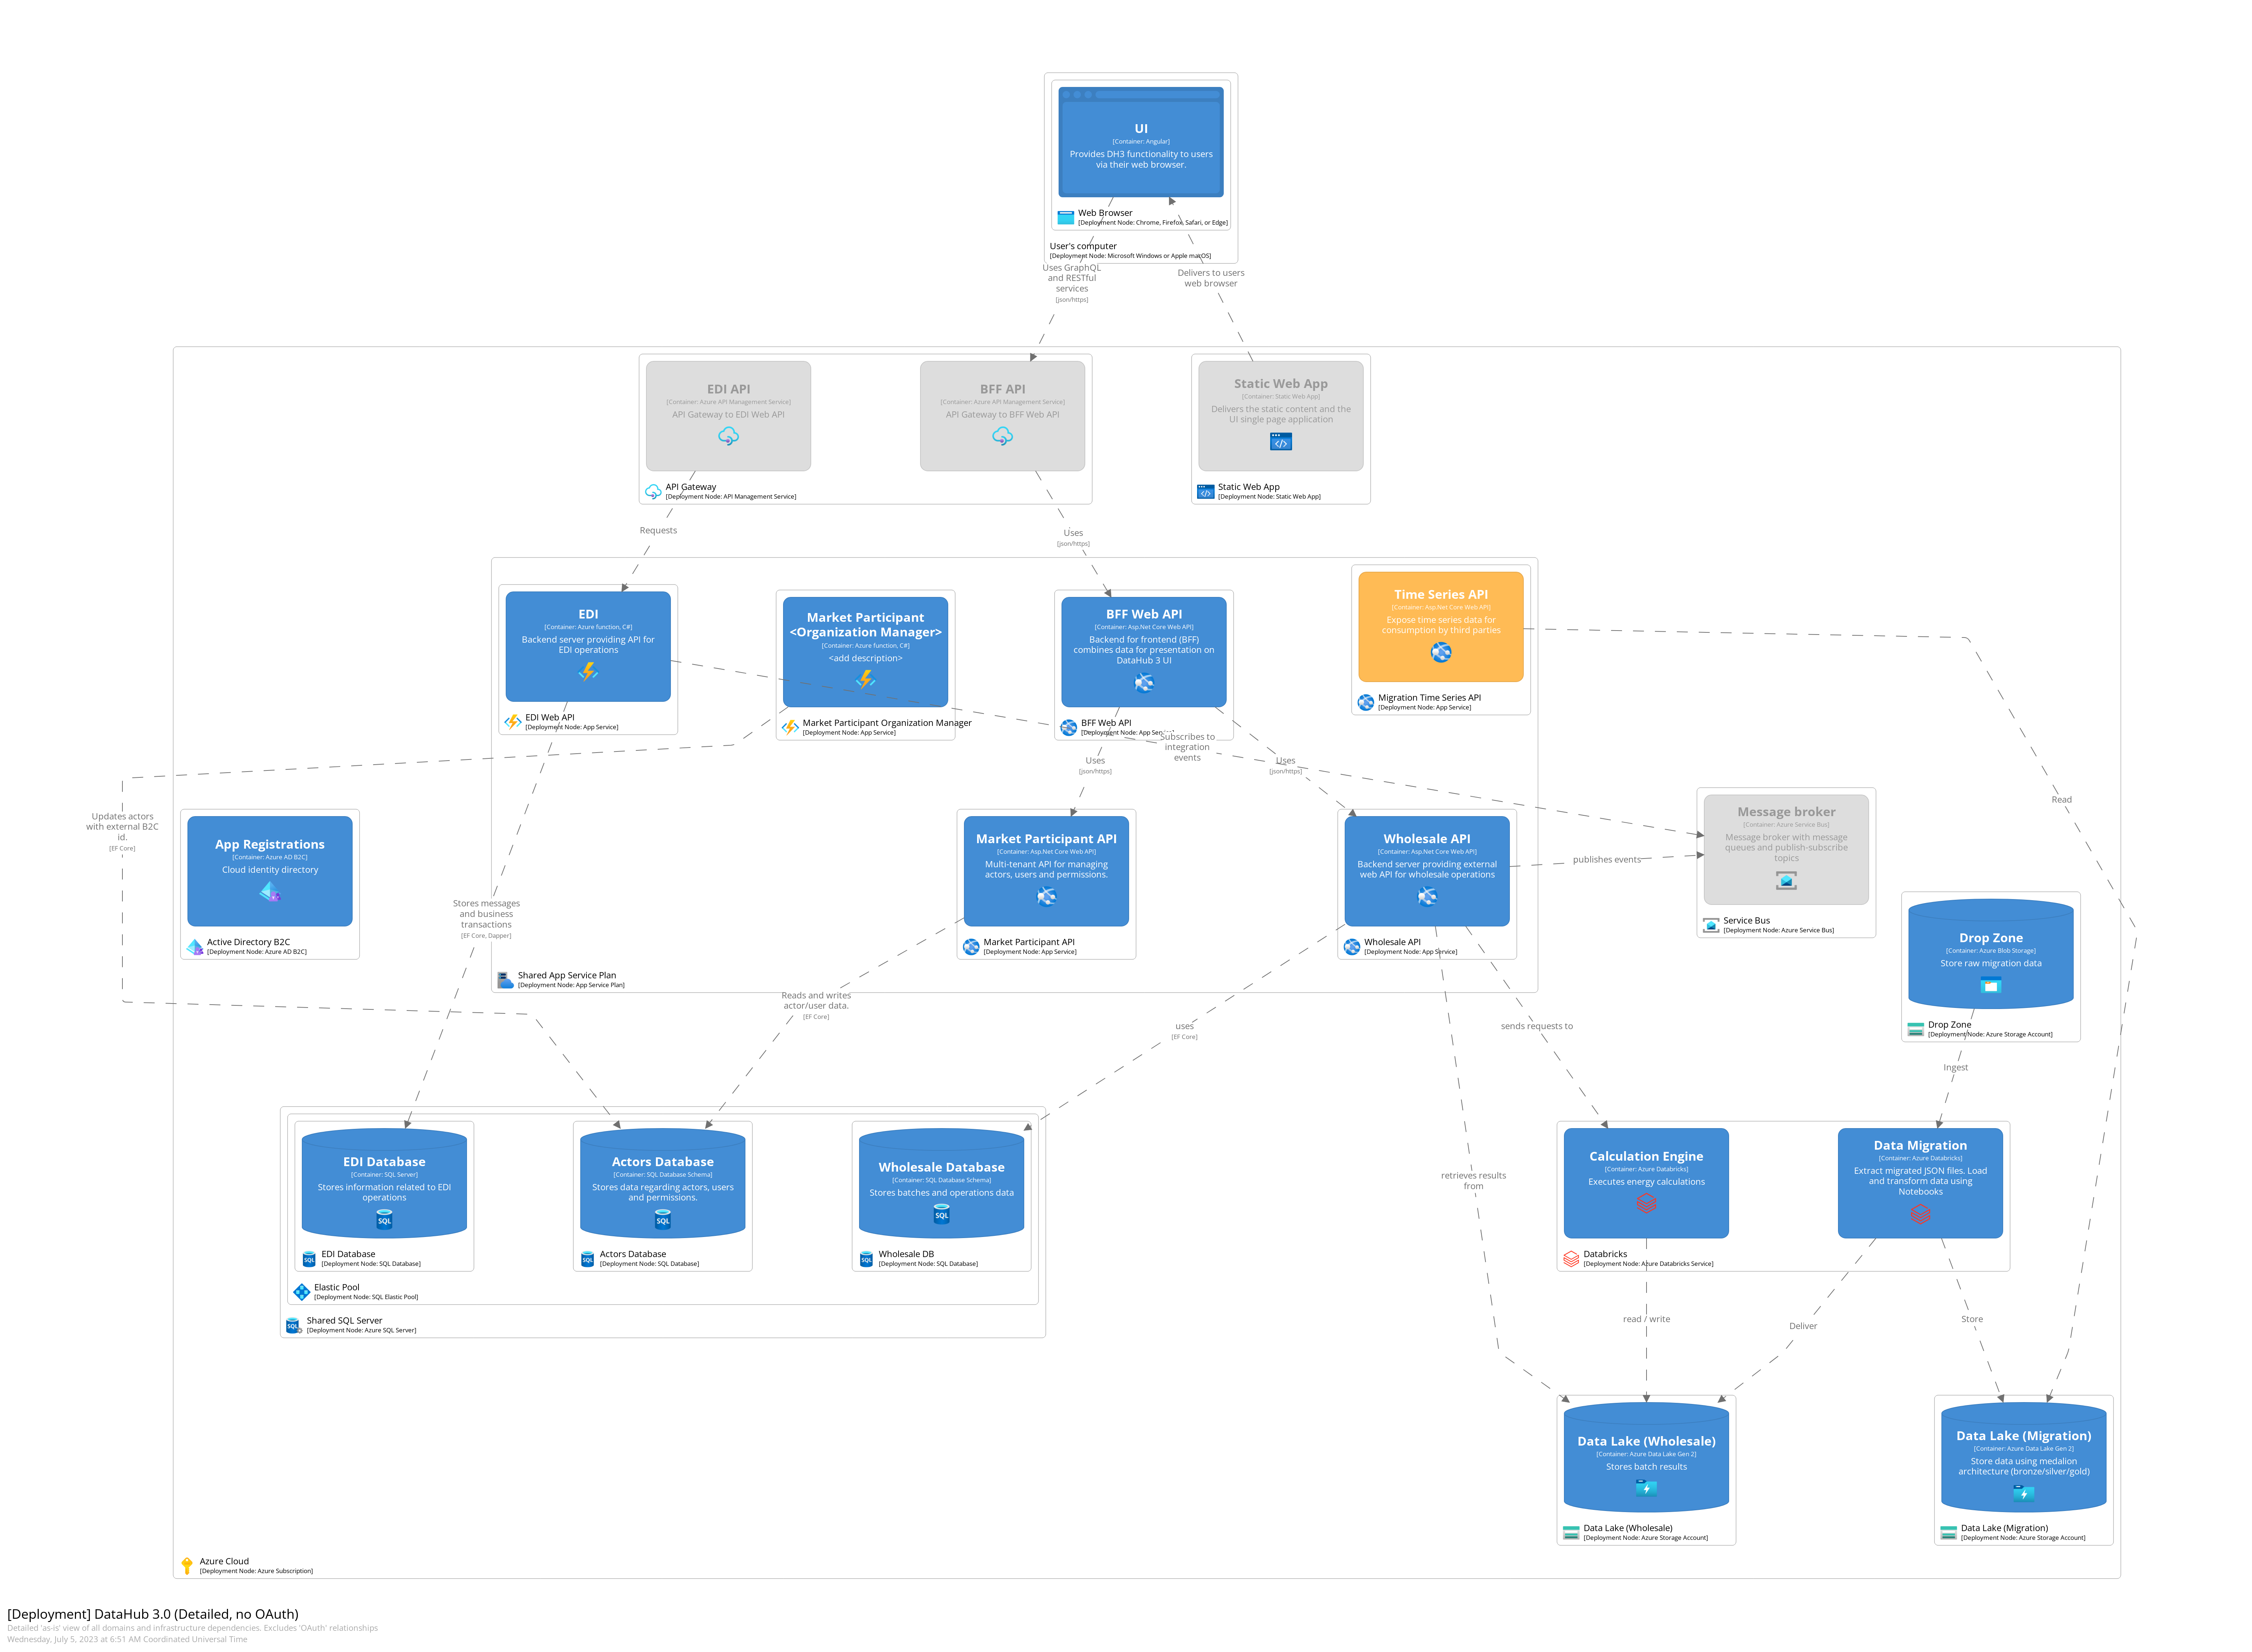 UI
[Container: Angular]
Provides DH3 functionality to users
via their web browser.
Web Browser
[Deployment Node: Chrome, Firefox, Safari, or Edge]
User's computer
[Deployment Node: Microsoft Windows or Apple macOS]
Uses GraphQL
and RESTful
services
[json/https]
Delivers to users
web browser
EDI API
[Container: Azure API Management Service]
API Gateway to EDI Web API
BFF API
[Container: Azure API Management Service]
API Gateway to BFF Web API
API Gateway
[Deployment Node: API Management Service]
Static Web App
[Container: Static Web App]
Delivers the static content and the
UI single page application
Static Web App
[Deployment Node: Static Web App]
Requests
Uses
[json/https]
EDI
[Container: Azure function, C#]
Backend server providing API for
EDI operations
EDI Web API
[Deployment Node: App Service]
Market Participant
<Organization Manager>
[Container: Azure function, C#]
<add description>
Market Participant Organization Manager
[Deployment Node: App Service]
BFF Web API
[Container: Asp.Net Core Web API]
Backend for frontend (BFF)
combines data for presentation on
DataHub 3 UI
BFF Web API
[Deployment Node: App Service]
Time Series API
[Container: Asp.Net Core Web API]
Expose time series data for
consumption by third parties
Migration Time Series API
[Deployment Node: App Service]
Subscribes to
integration
events
Uses
[json/https]
Uses
[json/https]
Read
Updates actors
with external B2C
id.
[EF Core]
App Registrations
[Container: Azure AD B2C]
Cloud identity directory
Active Directory B2C
[Deployment Node: Azure AD B2C]
Stores messages
and business
transactions
[EF Core, Dapper]
Market Participant API
[Container: Asp.Net Core Web API]
Multi-tenant API for managing
actors, users and permissions.
Market Participant API
[Deployment Node: App Service]
Wholesale API
[Container: Asp.Net Core Web API]
Backend server providing external
web API for wholesale operations
Wholesale API
[Deployment Node: App Service]
publishes events
Message broker
[Container: Azure Service Bus]
Message broker with message
queues and publish-subscribe
topics
Service Bus
[Deployment Node: Azure Service Bus]
Drop Zone
[Container: Azure Blob Storage]
Store raw migration data
Drop Zone
[Deployment Node: Azure Storage Account]
Shared App Service Plan
[Deployment Node: App Service Plan]
Reads and writes
actor/user data.
[EF Core]
uses
[EF Core]
sends requests to
Ingest
EDI Database
[Container: SQL Server]
Stores information related to EDI
operations
EDI Database
[Deployment Node: SQL Database]
Actors Database
[Container: SQL Database Schema]
Stores data regarding actors, users
and permissions.
Actors Database
[Deployment Node: SQL Database]
Wholesale Database
[Container: SQL Database Schema]
Stores batches and operations data
Wholesale DB
[Deployment Node: SQL Database]
Elastic Pool
[Deployment Node: SQL Elastic Pool]
Shared SQL Server
[Deployment Node: Azure SQL Server]
retrieves results
from
Calculation Engine
[Container: Azure Databricks]
Executes energy calculations
Data Migration
[Container: Azure Databricks]
Extract migrated JSON files. Load
and transform data using
Notebooks
Databricks
[Deployment Node: Azure Databricks Service]
read / write
Deliver
Store
Data Lake (Wholesale)
[Container: Azure Data Lake Gen 2]
Stores batch results
Data Lake (Wholesale)
[Deployment Node: Azure Storage Account]
Data Lake (Migration)
[Container: Azure Data Lake Gen 2]
Store data using medalion
architecture (bronze/silver/gold)
Data Lake (Migration)
[Deployment Node: Azure Storage Account]
Azure Cloud
[Deployment Node: Azure Subscription]
[Deployment] DataHub 3.0 (Detailed, no OAuth)
Detailed 'as-is' view of all domains and infrastructure dependencies. Excludes 'OAuth' relationships
Wednesday, July 5, 2023 at 6:51 AM Coordinated Universal Time